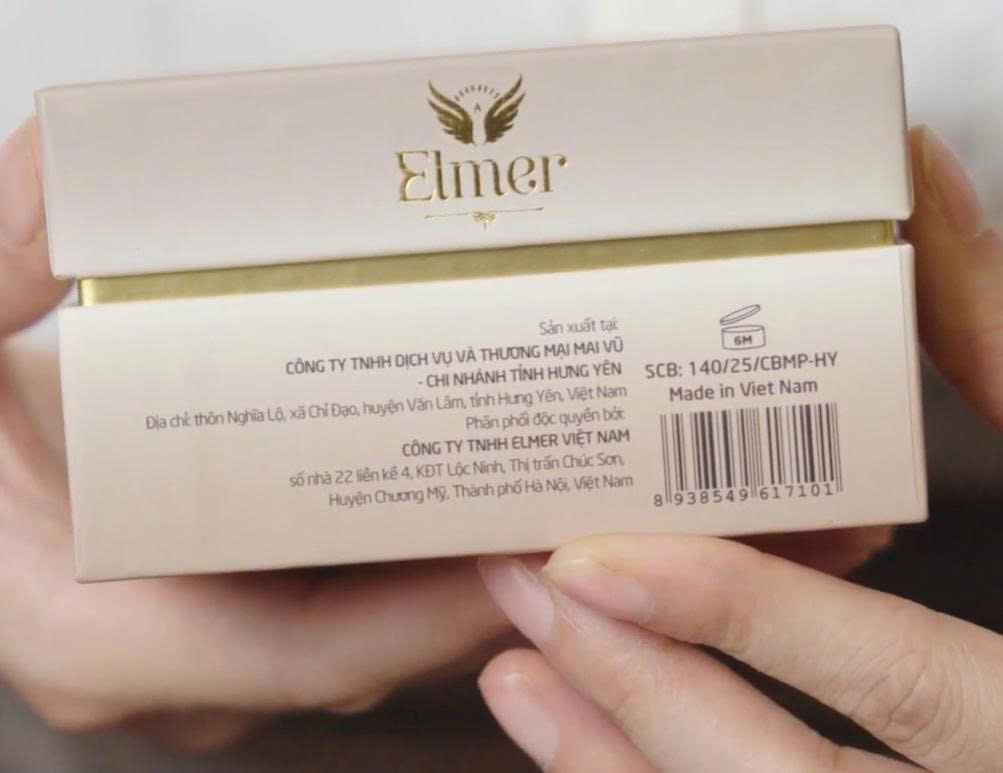 A
Elmer
Sản xuất tại:
CÔNG TY TNHH DỊCH VỤ VÀ THƯƠNG MẠI MAI VŨ
- CHI NHÁNH TỈNH HƯNG YÊN
Địa chỉ: thôn Nghĩa Lộ, xã Chỉ Đạo, huyện Văn Lâm, tỉnh Hưng Yên, Việt Nam
Phân phối độc quyền bởi:
CÔNG TY TNHH ELMER VIỆT NAM
số nhà 22 liền kề 4, KĐT Lộc Ninh, Thị trấn Chúc Sơn,
Huyện Chương Mỹ, Thành phố Hà Nội, Việt Nam
6M
SCB: 140/25/CBMP-HY
Made in Viet Nam
8 938549 617101